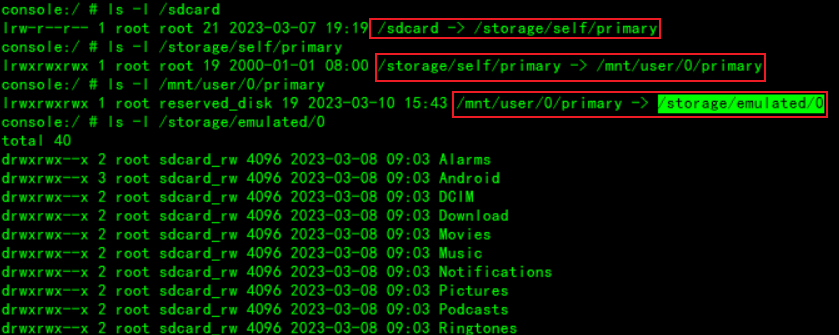 console:/ # ls -l /sdcard
lrw-r--r-- 1 root root 21 2023-03-07 19:19 /sdcard -> /storage/self/primary
console:/ # ls -l /storage/self/primary
lrwxrwxrwx 1 root root 19 2000-01-01 08:00 /storage/self/primary -> /mnt/user/0/primary
console:/ # ls -l /mnt/user/0/primary
lrwxrwxrwx 1 root reserved_disk 19 2023-03-10 15:43 /mnt/user/0/primary -> /storage/emulated/0
console:/ # ls -l /storage/emulated/0
total 40
drwxrwx--x 2 root sdcard_rw 4096 2023-03-08 09:03 Alarms
drwxrwx--x 3 root sdcard_rw 4096 2023-03-08 09:03 Android
drwxrwx--x 2 root sdcard_rw 4096 2023-03-08 09:03 DCIM
drwxrwx--x 2 root sdcard_rw 4096 2023-03-08 09:03 Download
drwxrwx--x 2 root sdcard_rw 4096 2023-03-08 09:03 Movies
drwxrwx--x 2 root sdcard_rw 4096 2023-03-08 09:03 Music
drwxrwx--x 2 root sdcard_rw 4096 2023-03-08 09:03 Notifications
drwxrwx--x 2 root sdcard_rw 4096 2023-03-08 09:03 Pictures
drwxrwx--x 2 root sdcard_rw 4096 2023-03-08 09:03 Podcasts
drwxrwx--x 2 root sdcard_rw 4096 2023-03-08 09:03 Ringtones